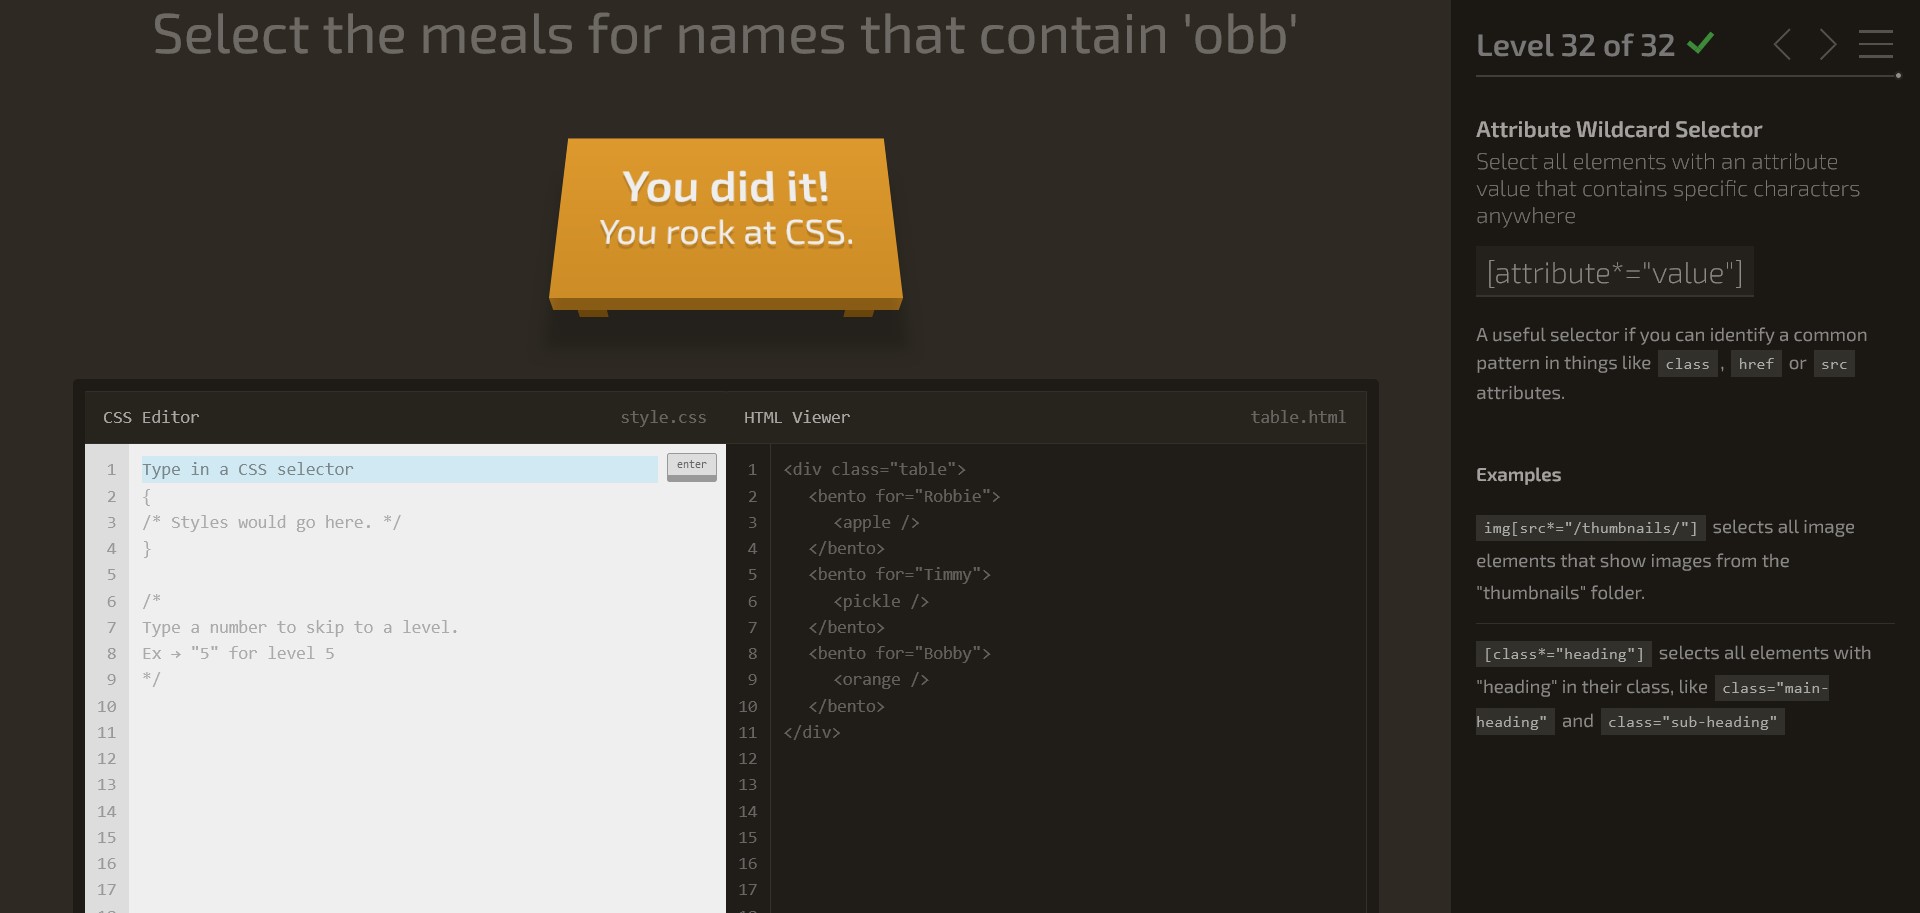 Select the meals for names that contain 'obb'
You did it!
You rock at CSS.
CSS Editor style.css
1 Type in a CSS selector enter
2 {
3 /* Styles would go here. */
4 }
5
6 /*
7 Type a number to skip to a level.
8 Ex → "5" for level 5
9 */
10
11
12
13
14
15
16
17
HTML Viewer table.html
1 <div class="table">
2 <bento for="Robbie">
3 <apple />
4 </bento>
5 <bento for="Timmy">
6 <pickle />
7 </bento>
8 <bento for="Bobby">
9 <orange />
10 </bento>
11 </div>
12
13
14
15
16
17
Level 32 of 32
Attribute Wildcard Selector
Select all elements with an attribute
value that contains specific characters
anywhere
[attribute*="value"]
A useful selector if you can identify a common
pattern in things like class , href or src
attributes.
Examples
img[src*="/thumbnails/"] selects all image
elements that show images from the
"thumbnails" folder.
[class*="heading"] selects all elements with
"heading" in their class, like class="main-
heading" and class="sub-heading"